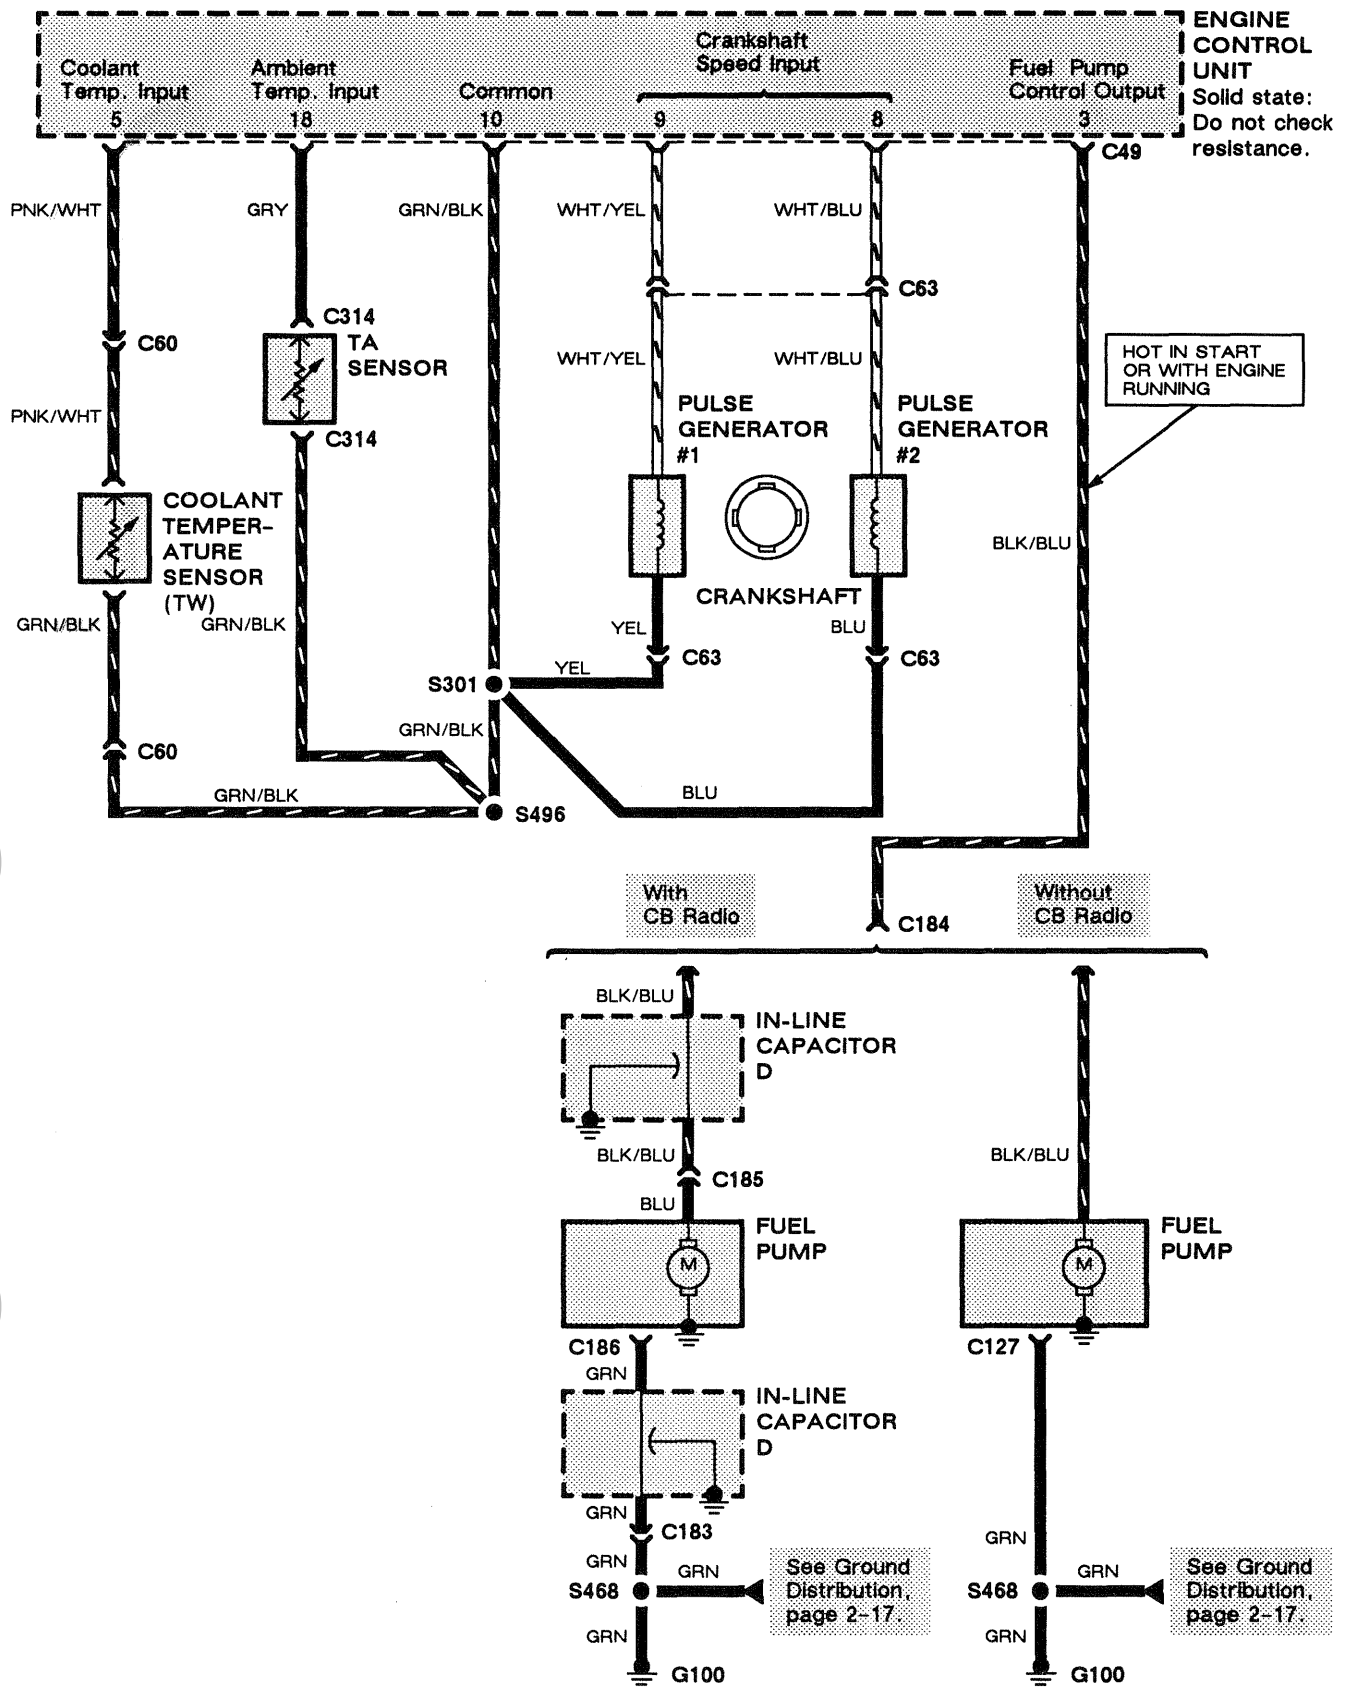 ENGINE
CONTROL
UNIT
Solid state:
Do not check
resistance.
Coolant
Temp. Input
5
Ambient
Temp. Input
18
Common
10
Crankshaft
Speed Input
9
8
Fuel Pump
Control Output
3
C49
PNK/WHT
GRY
GRN/BLK
WHT/YEL
WHT/BLU
C63
C314
TA
SENSOR
C60
HOT IN START
OR WITH ENGINE
RUNNING
WHT/YEL
WHT/BLU
PNK/WHT
C314
PULSE
GENERATOR
#1
PULSE
GENERATOR
#2
COOLANT
TEMPER-
ATURE
SENSOR
(TW)
BLK/BLU
CRANKSHAFT
GRN/BLK
GRN/BLK
YEL
BLU
C63
C63
YEL
S301
GRN/BLK
C60
GRN/BLK
BLU
S496
With
CB Radio
Without
CB Radio
C184
BLK/BLU
IN-LINE
CAPACITOR
D
BLK/BLU
BLK/BLU
C185
BLU
FUEL
PUMP
M
FUEL
PUMP
M
C186
C127
GRN
IN-LINE
CAPACITOR
D
GRN
C183
GRN
GRN
GRN
S468
See Ground
Distribution,
page 2-17.
GRN
S468
See Ground
Distribution,
page 2-17.
GRN
GRN
G100
G100